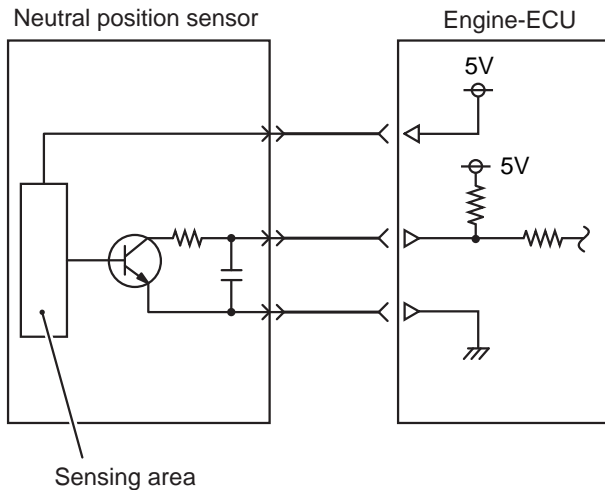 Neutral position sensor
Engine-ECU
5V
5V
Sensing area